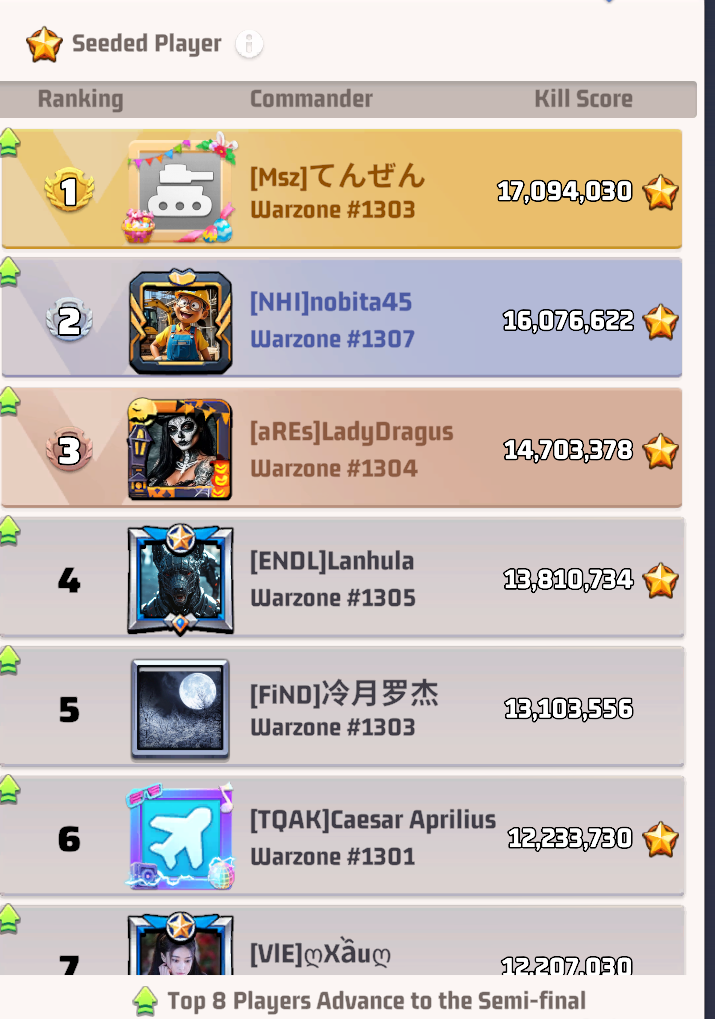 Seeded Player
Ranking Commander Kill Score
1
[Msz]てんぜん
Warzone #1303
17,094,030
2
[NHI]nobita45
Warzone #1307
16,076,622
3
[aREs]LadyDragus
Warzone #1304
14,703,378
4
[ENDL]Lanhula
Warzone #1305
13,810,734
5
[FiND]冷月罗杰
Warzone #1303
13,103,556
6
[TQAK]Caesar Aprilius
Warzone #1301
12,233,730
7
[VIE]ღXầuღ
12,207,030
Top 8 Players Advance to the Semi-final